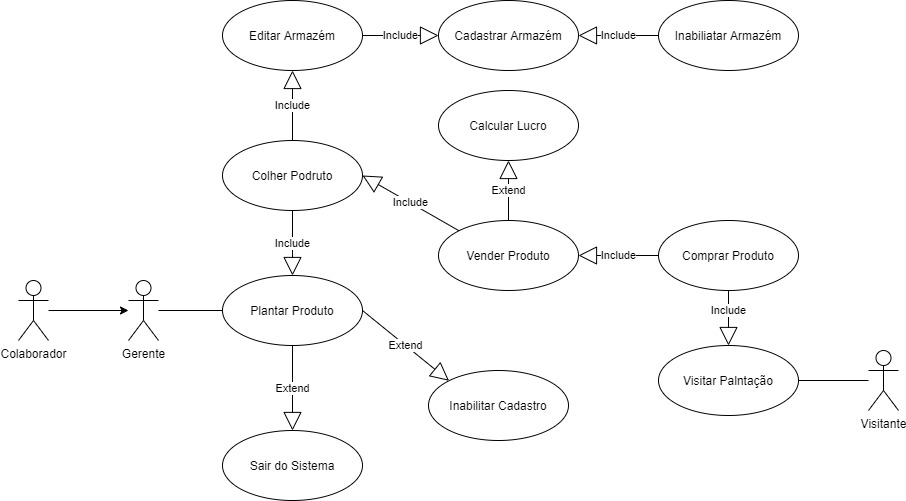 Editar Armazém
Include
Cadastrar Armazém
Include
Inabiliatar Armazém
Include
Calcular Lucro
Colher Podruto
Extend
Include
Include
Vender Produto
Include
Comprar Produto
Plantar Produto
Include
Colaborador
Gerente
Extend
Extend
Visitar Palntação
Inabilitar Cadastro
Visitante
Sair do Sistema